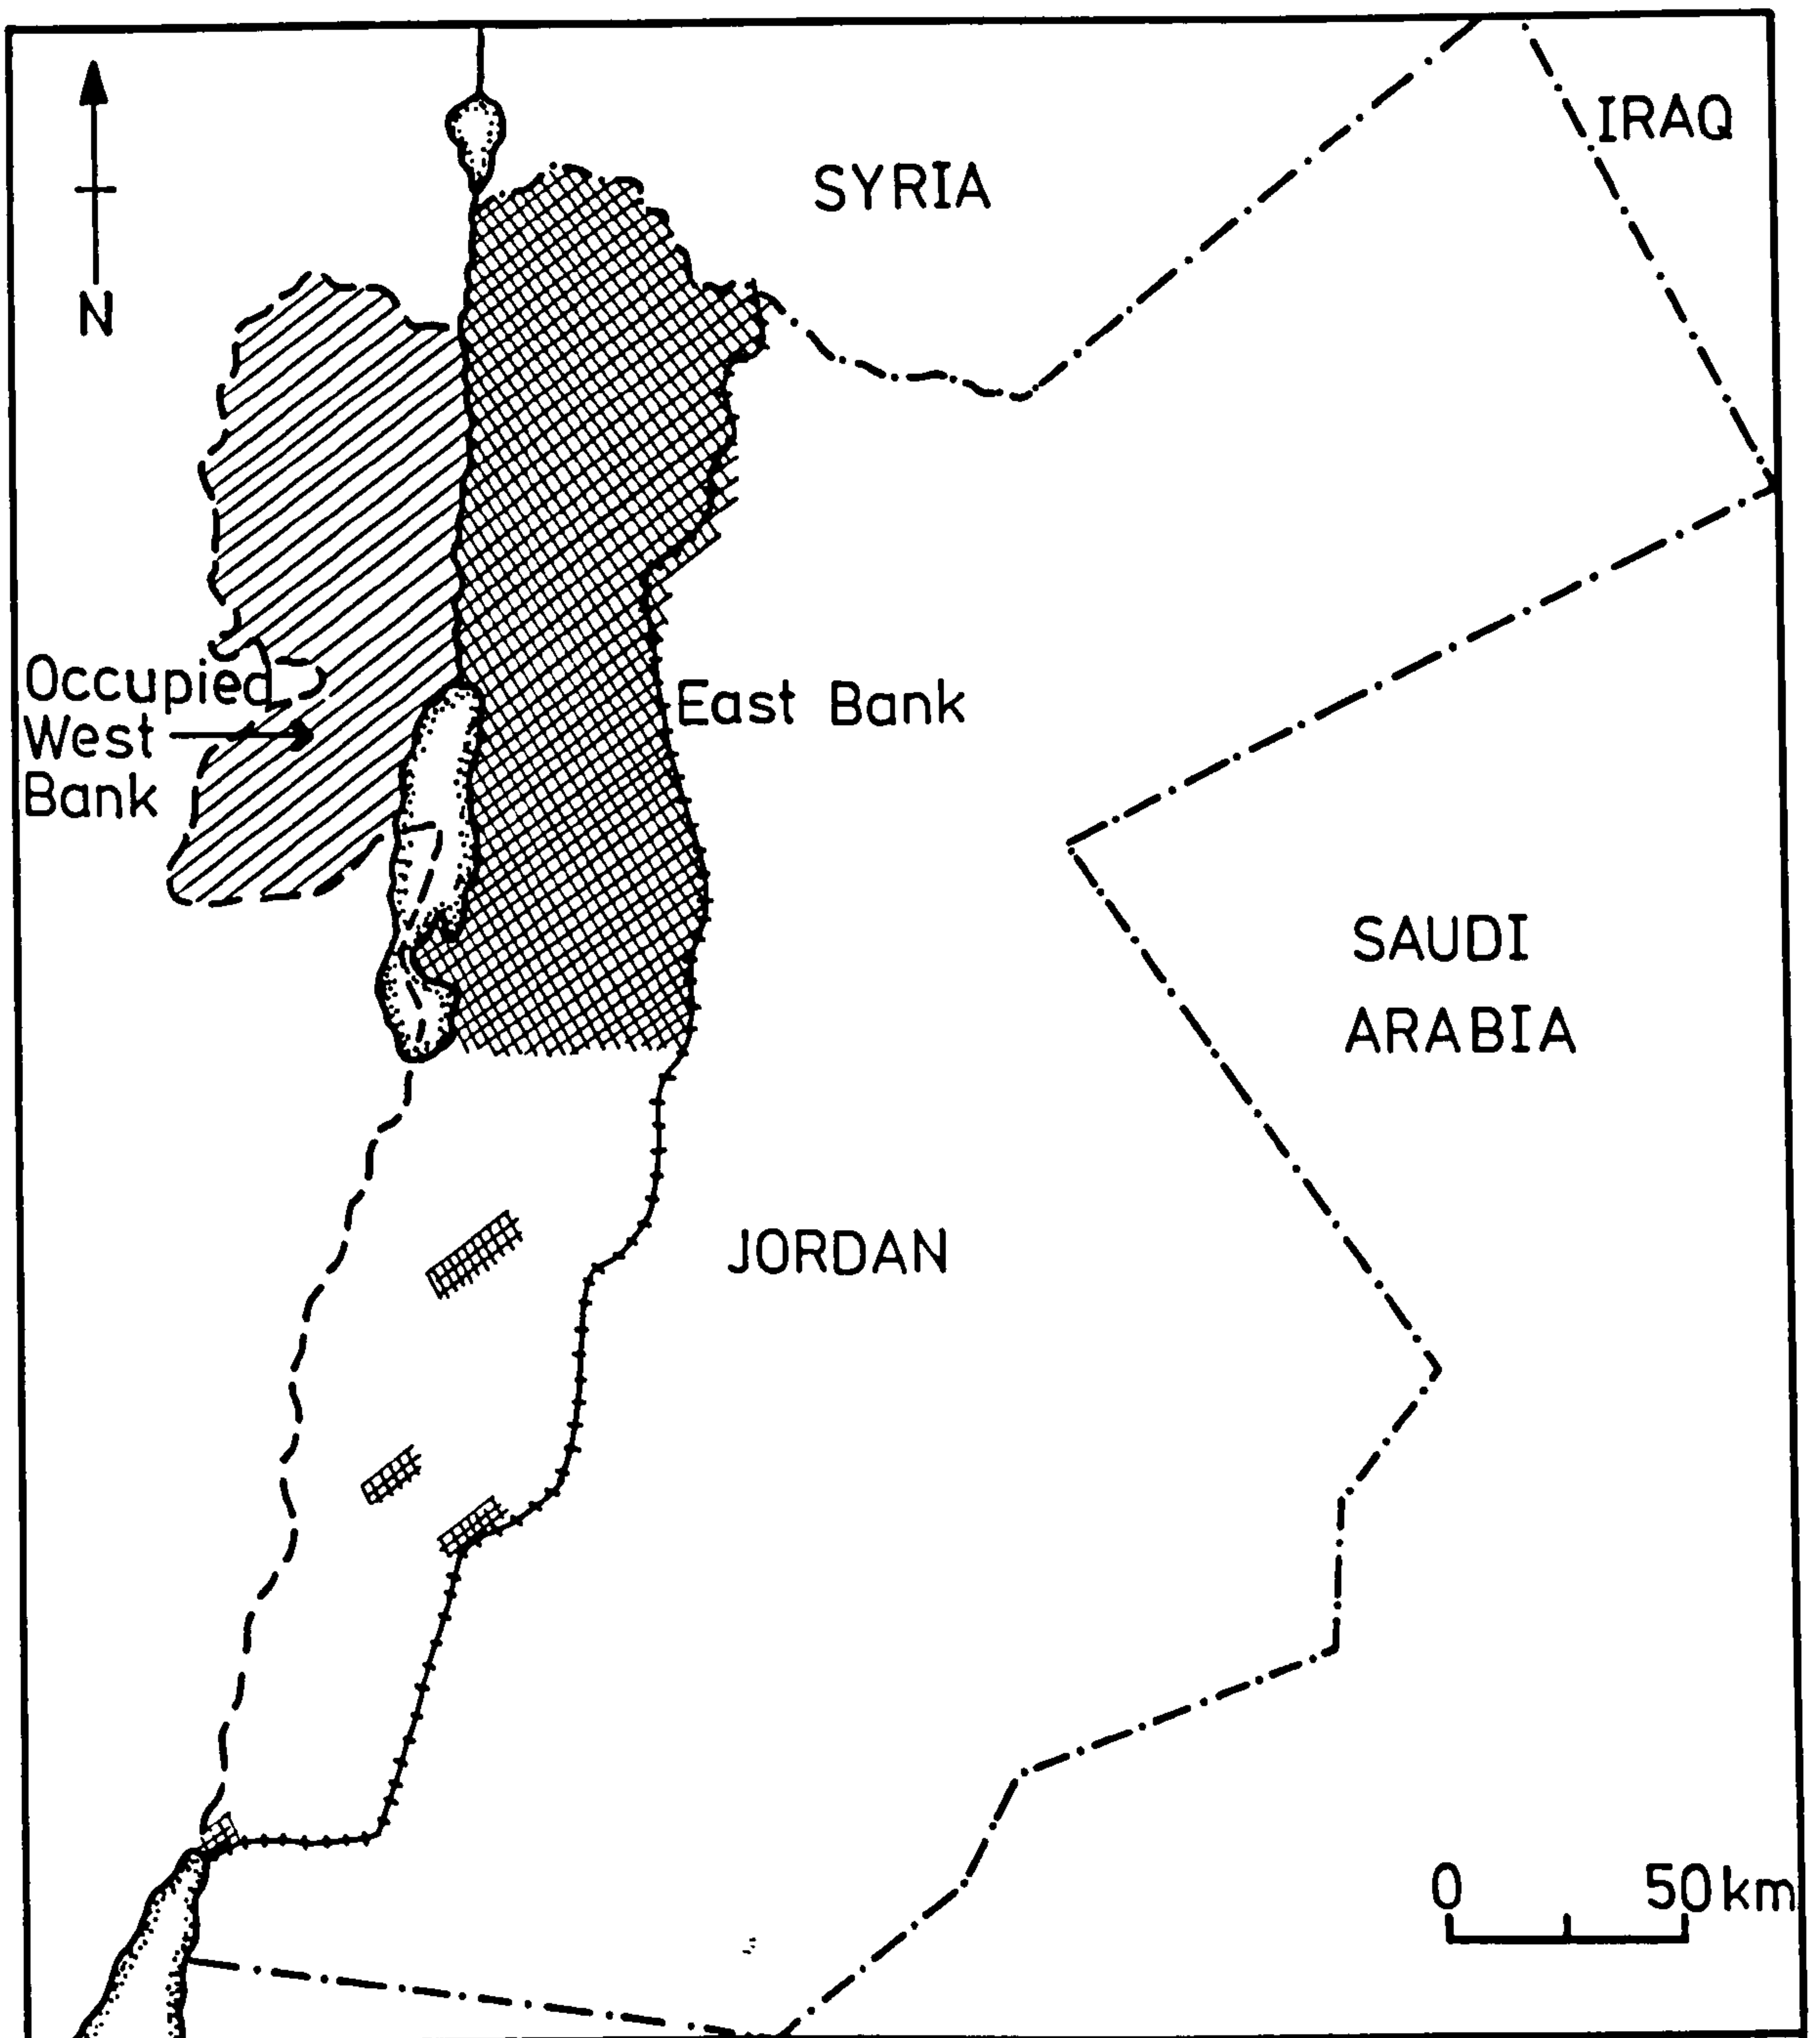 IRAQ
SYRIA
N
Occupied
West
Bank
East Bank
SAUDI
ARABIA
JORDAN
0 50km